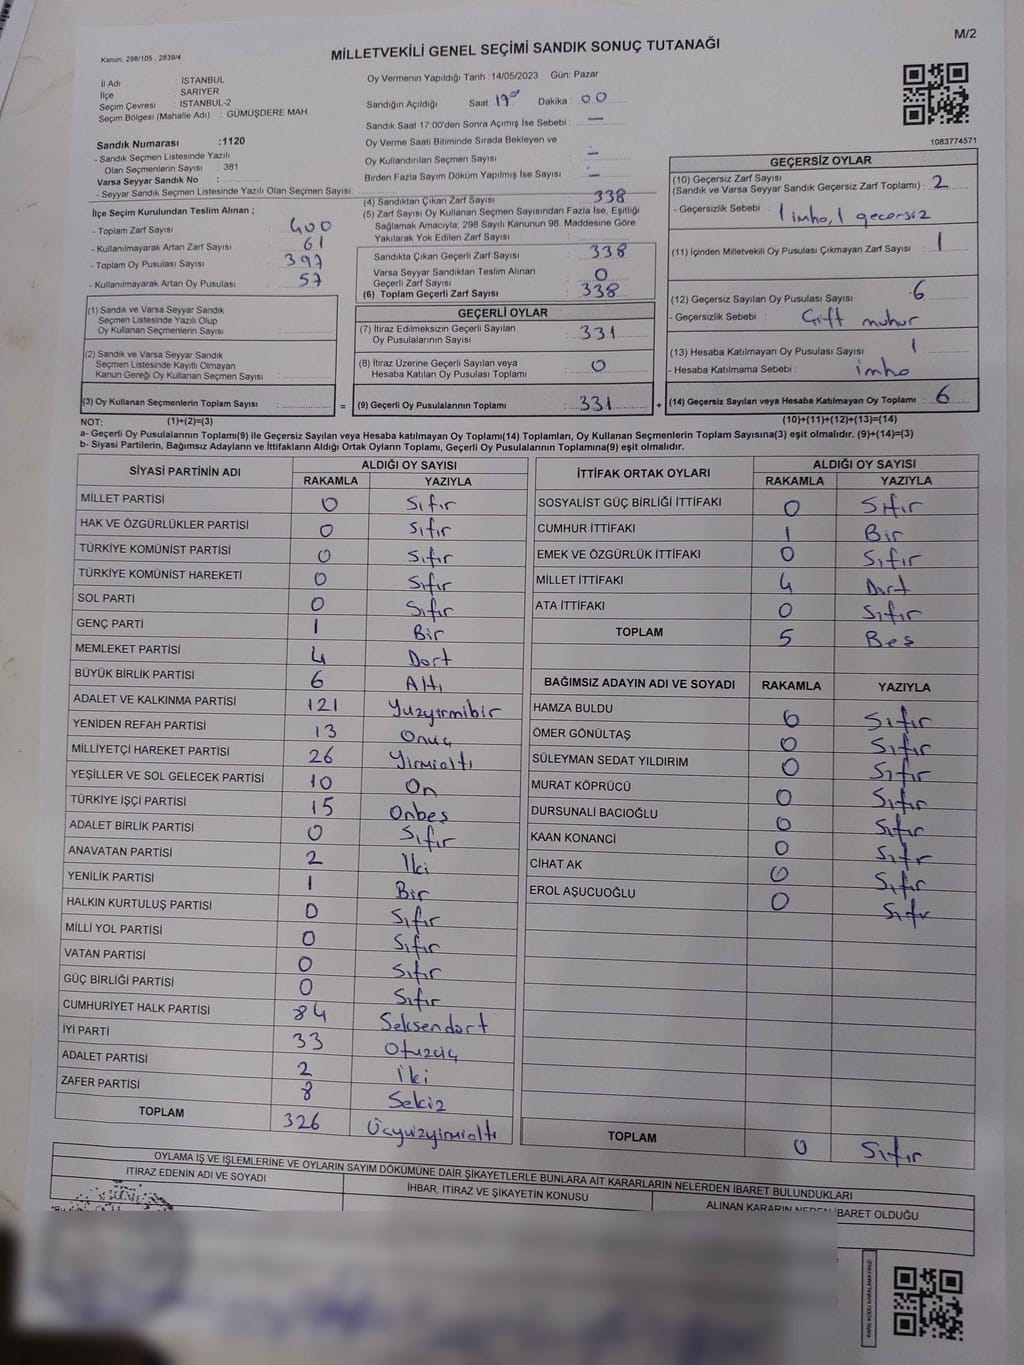 M/2
MİLLETVEKİLİ GENEL SEÇİMİ SANDIK SONUÇ TUTANAĞI
Kanun, 298/105 , 2839/4
İl Adı : İSTANBUL
İlçe : SARIYER
Seçim Çevresi : İSTANBUL-2
Seçim Bölgesi (Mahalle Adı) : GÜMÜŞDERE MAH.
Sandık Numarası :1120
- Sandık Seçmen Listesinde Yazılı
Olan Seçmenlerin Sayısı : 381
Varsa Seyyar Sandık No :
- Seyyar Sandık Seçmen Listesinde Yazılı Olan Seçmen Sayısı:
Oy Vermenin Yapıldığı Tarih :14/05/2023 Gün: Pazar
Sandığın Açıldığı Saat: Dakika : 00
Sandık Saat 17:00'den Sonra Açımış İse Sebebi : —
Oy Verme Saati Bitiminde Sırada Bekleyen ve
Oy Kullandırılan Seçmen Sayısı : —
Birden Fazla Sayım Döküm Yapılmış İse Sayısı : —
1083774571
İlçe Seçim Kurulundan Teslim Alınan ;
- Toplam Zarf Sayısı : 400
- Kullanılmayarak Artan Zarf Sayısı : 61
- Toplam Oy Pusulası Sayısı : 397
- Kullanılmayarak Artan Oy Pusulası : 57
(4) Sandıktan Çıkan Zarf Sayısı : 338
(5) Zarf Sayısı Oy Kullanan Seçmen Sayısından Fazla İse, Eşitliği
Sağlamak Amacıyla; 298 Sayılı Kanunun 98. Maddesine Göre
Yakılarak Yok Edilen Zarf Sayısı :
Sandıkta Çıkan Geçerli Zarf Sayısı : 338
Varsa Seyyar Sandıktan Teslim Alınan
Geçerli Zarf Sayısı : 0
(6) Toplam Geçerli Zarf Sayısı : 338
GEÇERSİZ OYLAR
(10) Geçersiz Zarf Sayısı
(Sandık ve Varsa Seyyar Sandık Geçersiz Zarf Toplamı) : 2
- Geçersizlik Sebebi : 1 imha, 1 geçersiz
(11) İçinden Milletvekili Oy Pusulası Çıkmayan Zarf Sayısı : 1
(12) Geçersiz Sayılan Oy Pusulası Sayısı : 6
- Geçersizlik Sebebi : Çift muhur
(13) Hesaba Katılmayan Oy Pusulası Sayısı : 1
- Hesaba Katılmama Sebebi : imha
(14) Geçersiz Sayılan veya Hesaba Katılmayan Oy Toplamı : 6
(1) Sandık ve Varsa Seyyar Sandık
Seçmen Listesinde Yazılı Olup
Oy Kullanan Seçmenlerin Sayısı :
(2) Sandık ve Varsa Seyyar Sandık
Seçmen Listesinde Kayıtlı Olmayan
Kanun Gereği Oy Kullanan Seçmen Sayısı :
(3) Oy Kullanan Seçmenlerin Toplam Sayısı :
=
GEÇERLİ OYLAR
(7) İtiraz Edilmeksizin Geçerli Sayılan
Oy Pusulalarının Sayısı : 331
(8) İtiraz Üzerine Geçerli Sayılan veya
Hesaba Katılan Oy Pusulası Toplamı : 0
(9) Geçerli Oy Pusulalarının Toplamı : 331
+
NOT: (1)+(2)=(3) (10)+(11)+(12)+(13)=(14)
a- Geçerli Oy Pusulalarının Toplamı(9) ile Geçersiz Sayılan veya Hesaba katılmayan Oy Toplamı(14) Toplamları, Oy Kullanan Seçmenlerin Toplam Sayısına(3) eşit olmalıdır. (9)+(14)=(3)
b- Siyasi Partilerin, Bağımsız Adayların ve İttifakların Aldığı Ortak Oyların Toplamı, Geçerli Oy Pusulalarının Toplamına(9) eşit olmalıdır.
SİYASİ PARTİNİN ADI ALDIĞI OY SAYISI
RAKAMLA YAZIYLA
MİLLET PARTİSİ 0 Sıfır
HAK VE ÖZGÜRLÜKLER PARTİSİ 0 Sıfır
TÜRKİYE KOMÜNİST PARTİSİ 0 Sıfır
TÜRKİYE KOMÜNİST HAREKETİ 0 Sıfır
SOL PARTİ 0 Sıfır
GENÇ PARTİ 1 Bir
MEMLEKET PARTİSİ 4 Dort
BÜYÜK BİRLİK PARTİSİ 6 Altı
ADALET VE KALKINMA PARTİSİ 121 Yuzyirmibir
YENİDEN REFAH PARTİSİ 13 Onuç
MİLLİYETÇİ HAREKET PARTİSİ 26 Yirmialtı
YEŞİLLER VE SOL GELECEK PARTİSİ 10 On
TÜRKİYE İŞÇİ PARTİSİ 15 Onbeş
ADALET BİRLİK PARTİSİ 0 Sıfır
ANAVATAN PARTİSİ 2 İki
YENİLİK PARTİSİ 1 Bir
HALKIN KURTULUŞ PARTİSİ 0 Sıfır
MİLLİ YOL PARTİSİ 0 Sıfır
VATAN PARTİSİ 0 Sıfır
GÜÇ BİRLİĞİ PARTİSİ 0 Sıfır
CUMHURİYET HALK PARTİSİ 84 Seksendort
İYİ PARTİ 33 Otuzüç
ADALET PARTİSİ 2 İki
ZAFER PARTİSİ 8 Sekiz
TOPLAM 326 Üçyüzyirmialtı
İTTİFAK ORTAK OYLARI ALDIĞI OY SAYISI
RAKAMLA YAZIYLA
SOSYALİST GÜÇ BİRLİĞİ İTTİFAKI 0 Sıfır
CUMHUR İTTİFAKI 1 Bir
EMEK VE ÖZGÜRLÜK İTTİFAKI 0 Sıfır
MİLLET İTTİFAKI 4 Dort
ATA İTTİFAKI 0 Sıfır
TOPLAM 5 Beş
BAĞIMSIZ ADAYIN ADI VE SOYADI RAKAMLA YAZIYLA
HAMZA BULDU 0 Sıfır
ÖMER GÖNÜLTAŞ 0 Sıfır
SÜLEYMAN SEDAT YILDIRIM 0 Sıfır
MURAT KÖPRÜCÜ 0 Sıfır
DURSUNALİ BACIOĞLU 0 Sıfır
KAAN KONANCİ 0 Sıfır
CİHAT AK 0 Sıfır
EROL AŞUCUOĞLU 0 Sıfır
TOPLAM 0 Sıfır
OYLAMA İŞ VE İŞLEMLERİNE VE OYLARIN SAYIM DÖKÜMÜNE DAİR ŞİKAYETLERLE BUNLARA AİT KARARLARIN NELERDEN İBARET BULUNDUKLARI
İTİRAZ EDENİN ADI VE SOYADI İHBAR, İTİRAZ VE ŞİKAYETİN KONUSU ALINAN KARARIN NEDEN İBARET OLDUĞU
KARE KODU KARALAMAYINIZ!